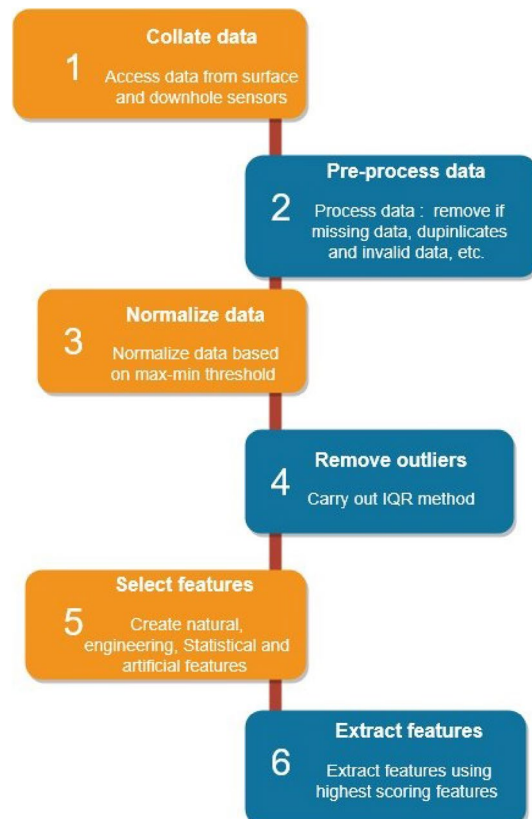 Collate data
1
Access data from surface
and downhole sensors
Pre-process data
2
Process data : remove if
missing data, dupinlicates
and invalid data, etc.
Normalize data
3
Normalize data based
on max-min threshold
Remove outliers
4
Carry out IQR method
Select features
5
Create natural,
engineering, Statistical and
artificial features
Extract features
6
Extract features using
highest scoring features